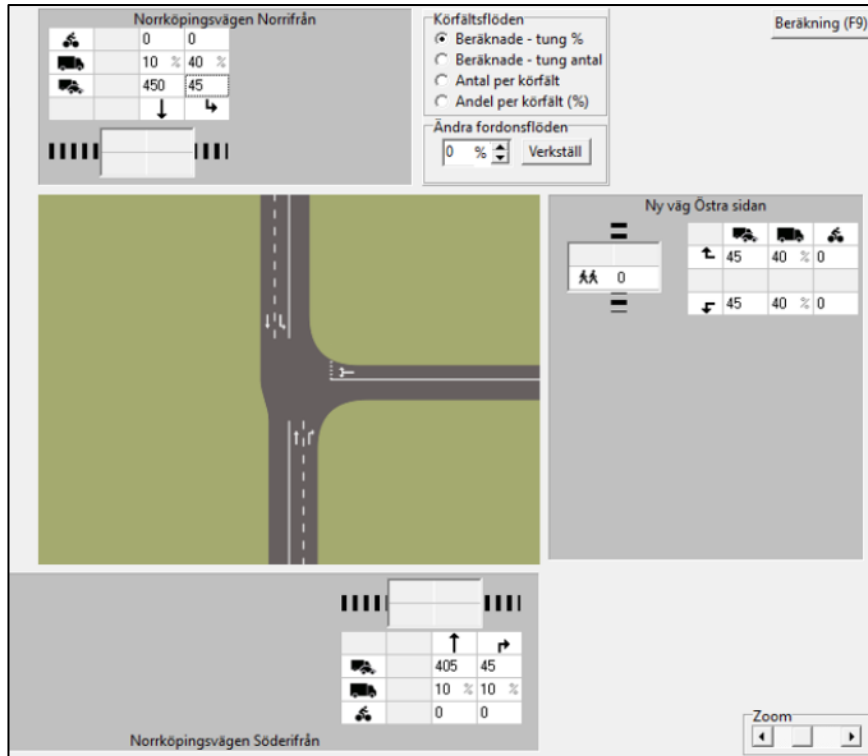 Norrköpingsvägen Norrifrån
0 0
10 % 40 %
450 45
Körfältsflöden
Beräknade - tung %
Beräknade - tung antal
Antal per körfält
Andel per körfält (%)
Ändra fordonsflöden
0 % Verkställ
Beräkning (F9)
Ny väg Östra sidan
45 40 % 0
0
45 40 % 0
405 45
10 % 10 %
0 0
Norrköpingsvägen Söderifrån
Zoom